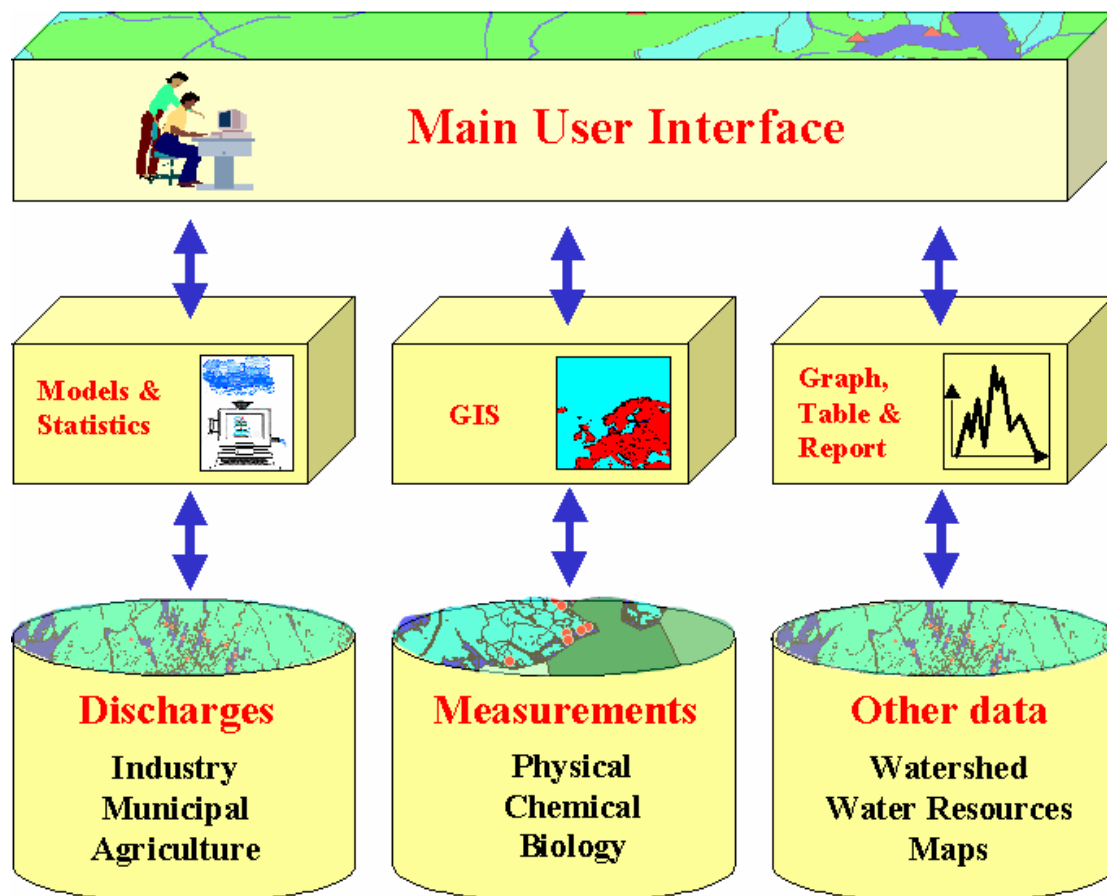 Main User Interface
Models &
Statistics
GIS
Graph,
Table &
Report
Discharges
Industry
Municipal
Agriculture
Measurements
Physical
Chemical
Biology
Other data
Watershed
Water Resources
Maps